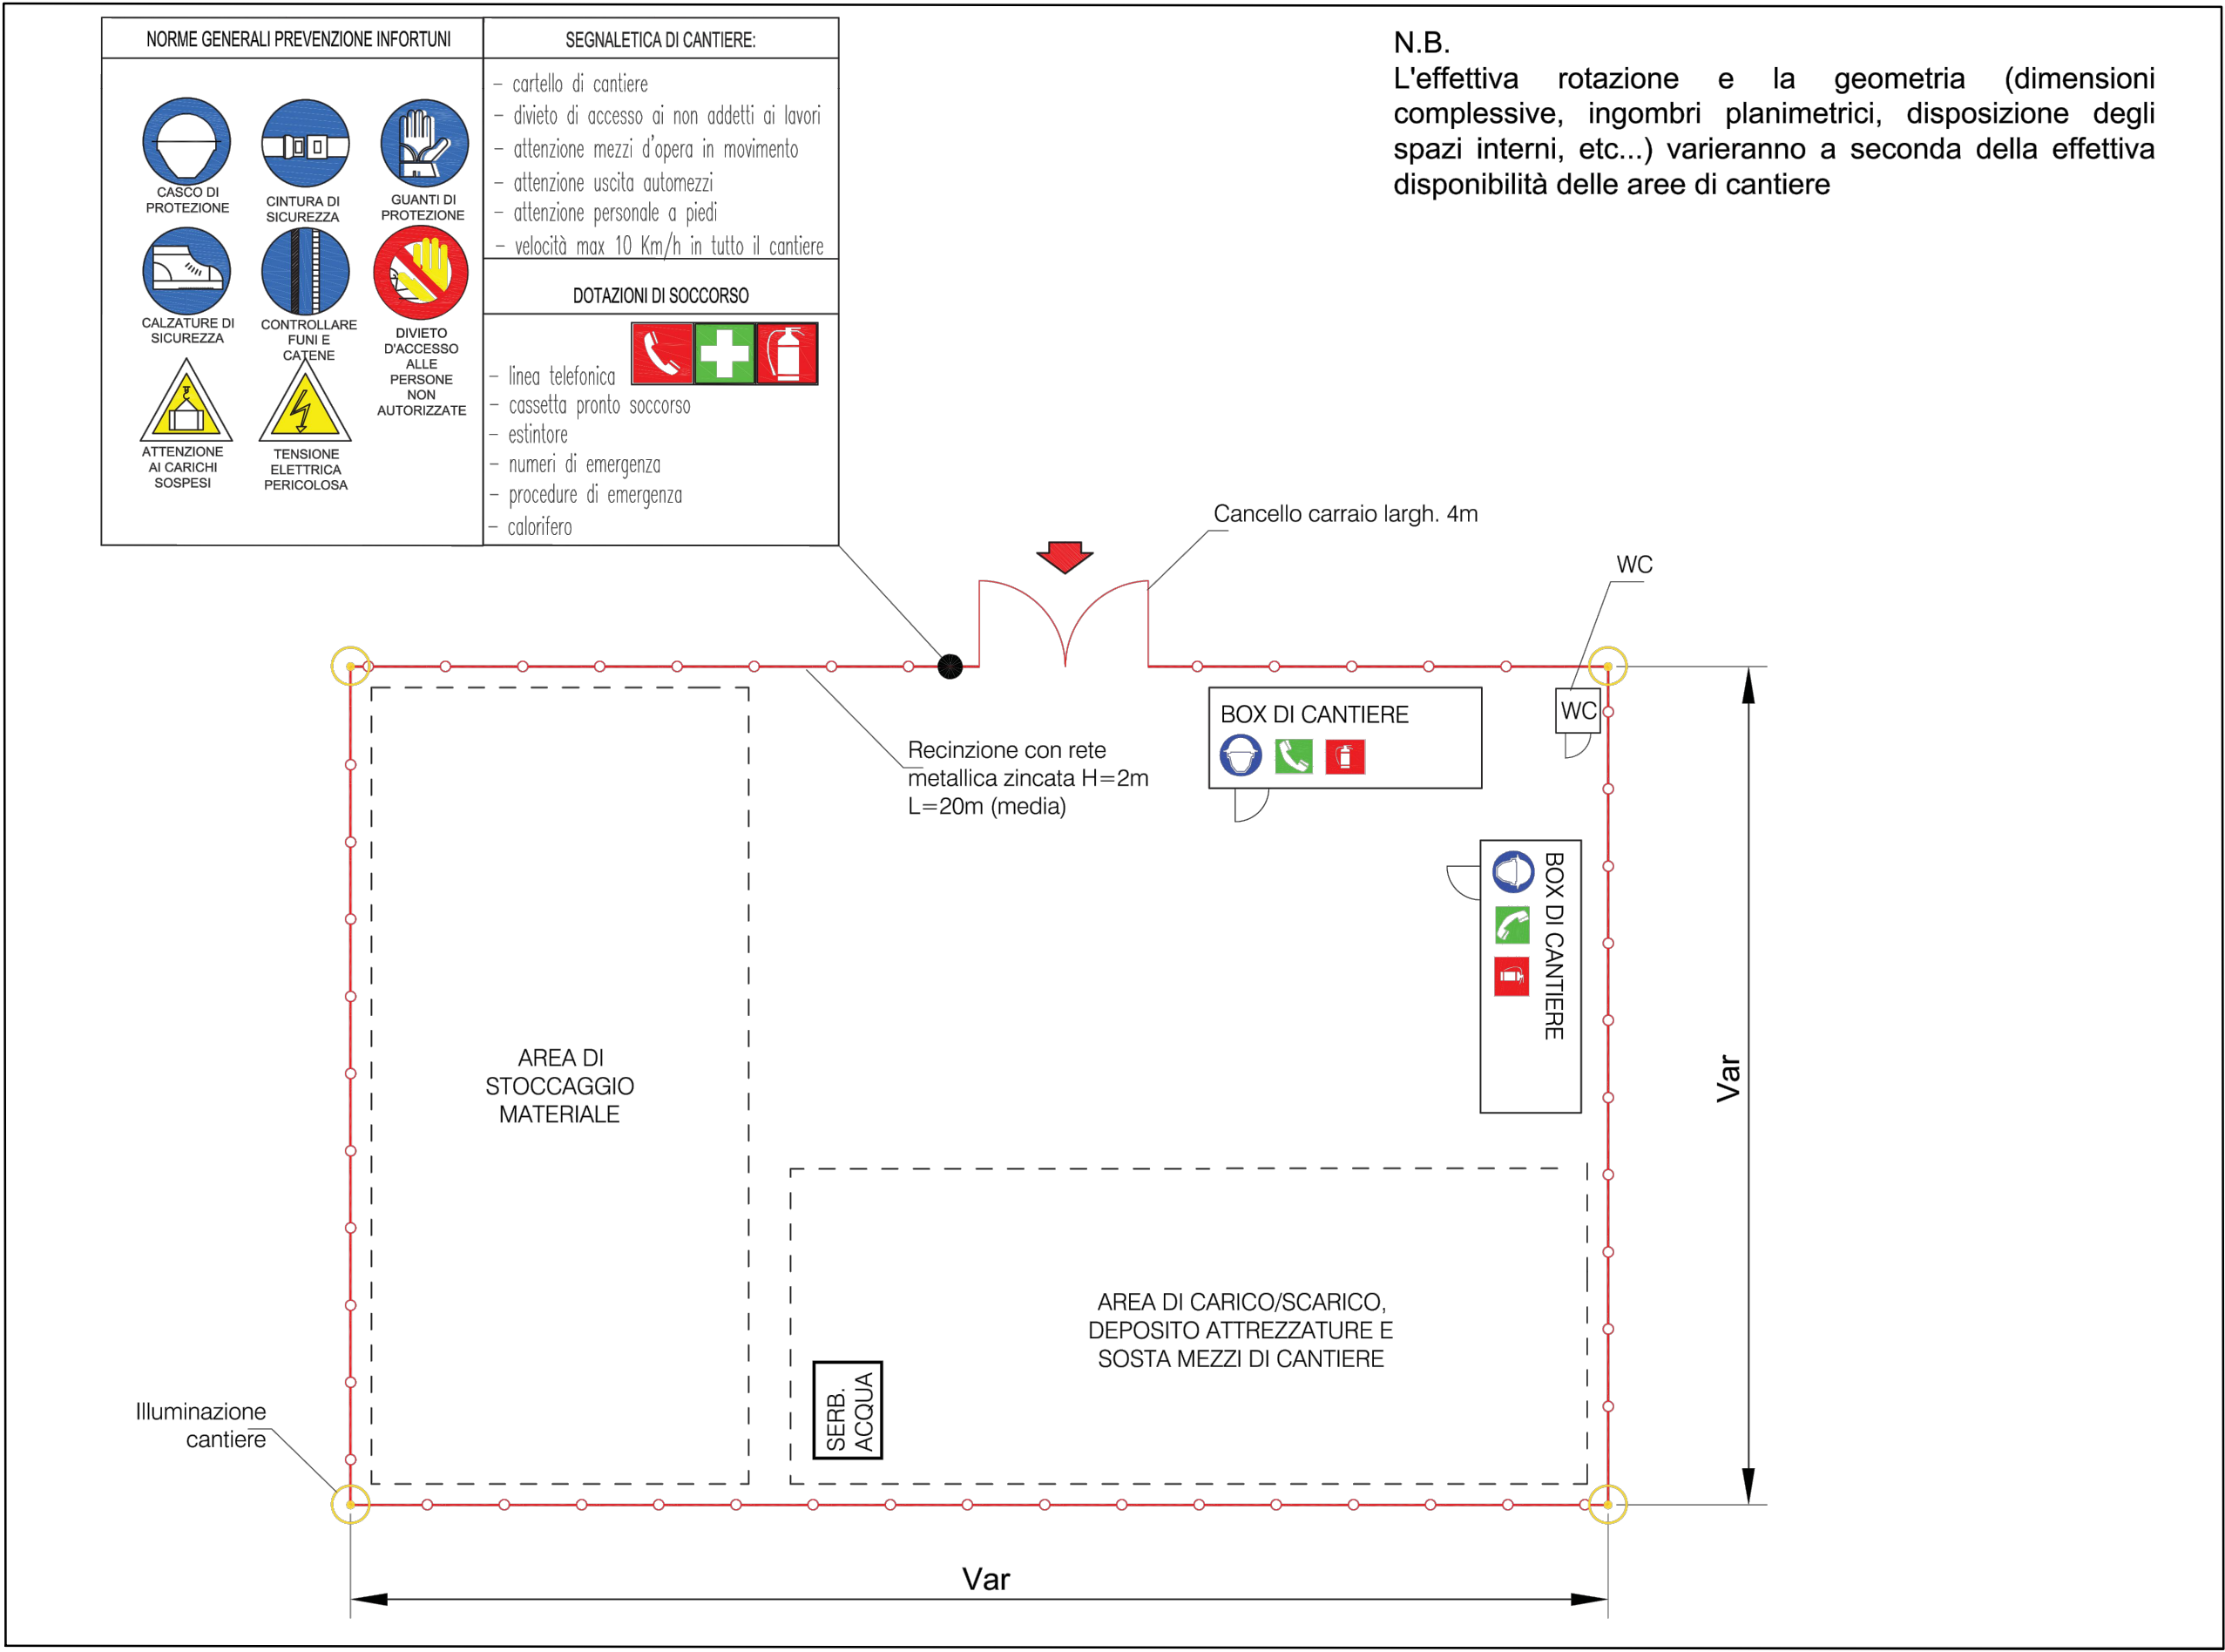 NORME GENERALI PREVENZIONE INFORTUNI
CASCO DI
PROTEZIONE
CINTURA DI
SICUREZZA
GUANTI DI
PROTEZIONE
CALZATURE DI
SICUREZZA
CONTROLLARE
FUNI E
CATENE
DIVIETO
D'ACCESSO
ALLE
PERSONE
NON
AUTORIZZATE
ATTENZIONE
AI CARICHI
SOSPESI
TENSIONE
ELETTRICA
PERICOLOSA
SEGNALETICA DI CANTIERE:
- cartello di cantiere
- divieto di accesso ai non addetti ai lavori
- attenzione mezzi d'opera in movimento
- attenzione uscita automezzi
- attenzione personale a piedi
- velocità max 10 Km/h in tutto il cantiere
DOTAZIONI DI SOCCORSO
- linea telefonica
- cassetta pronto soccorso
- estintore
- numeri di emergenza
- procedure di emergenza
- calorifero
N.B.
L'effettiva rotazione e la geometria (dimensioni
complessive, ingombri planimetrici, disposizione degli
spazi interni, etc...) varieranno a seconda della effettiva
disponibilità delle aree di cantiere
Cancello carraio largh. 4m
WC
WC
BOX DI CANTIERE
Recinzione con rete
metallica zincata H=2m
L=20m (media)
BOX DI CANTIERE
AREA DI
STOCCAGGIO
MATERIALE
Var
AREA DI CARICO/SCARICO,
DEPOSITO ATTREZZATURE E
SOSTA MEZZI DI CANTIERE
SERB.
ACQUA
Illuminazione
cantiere
Var